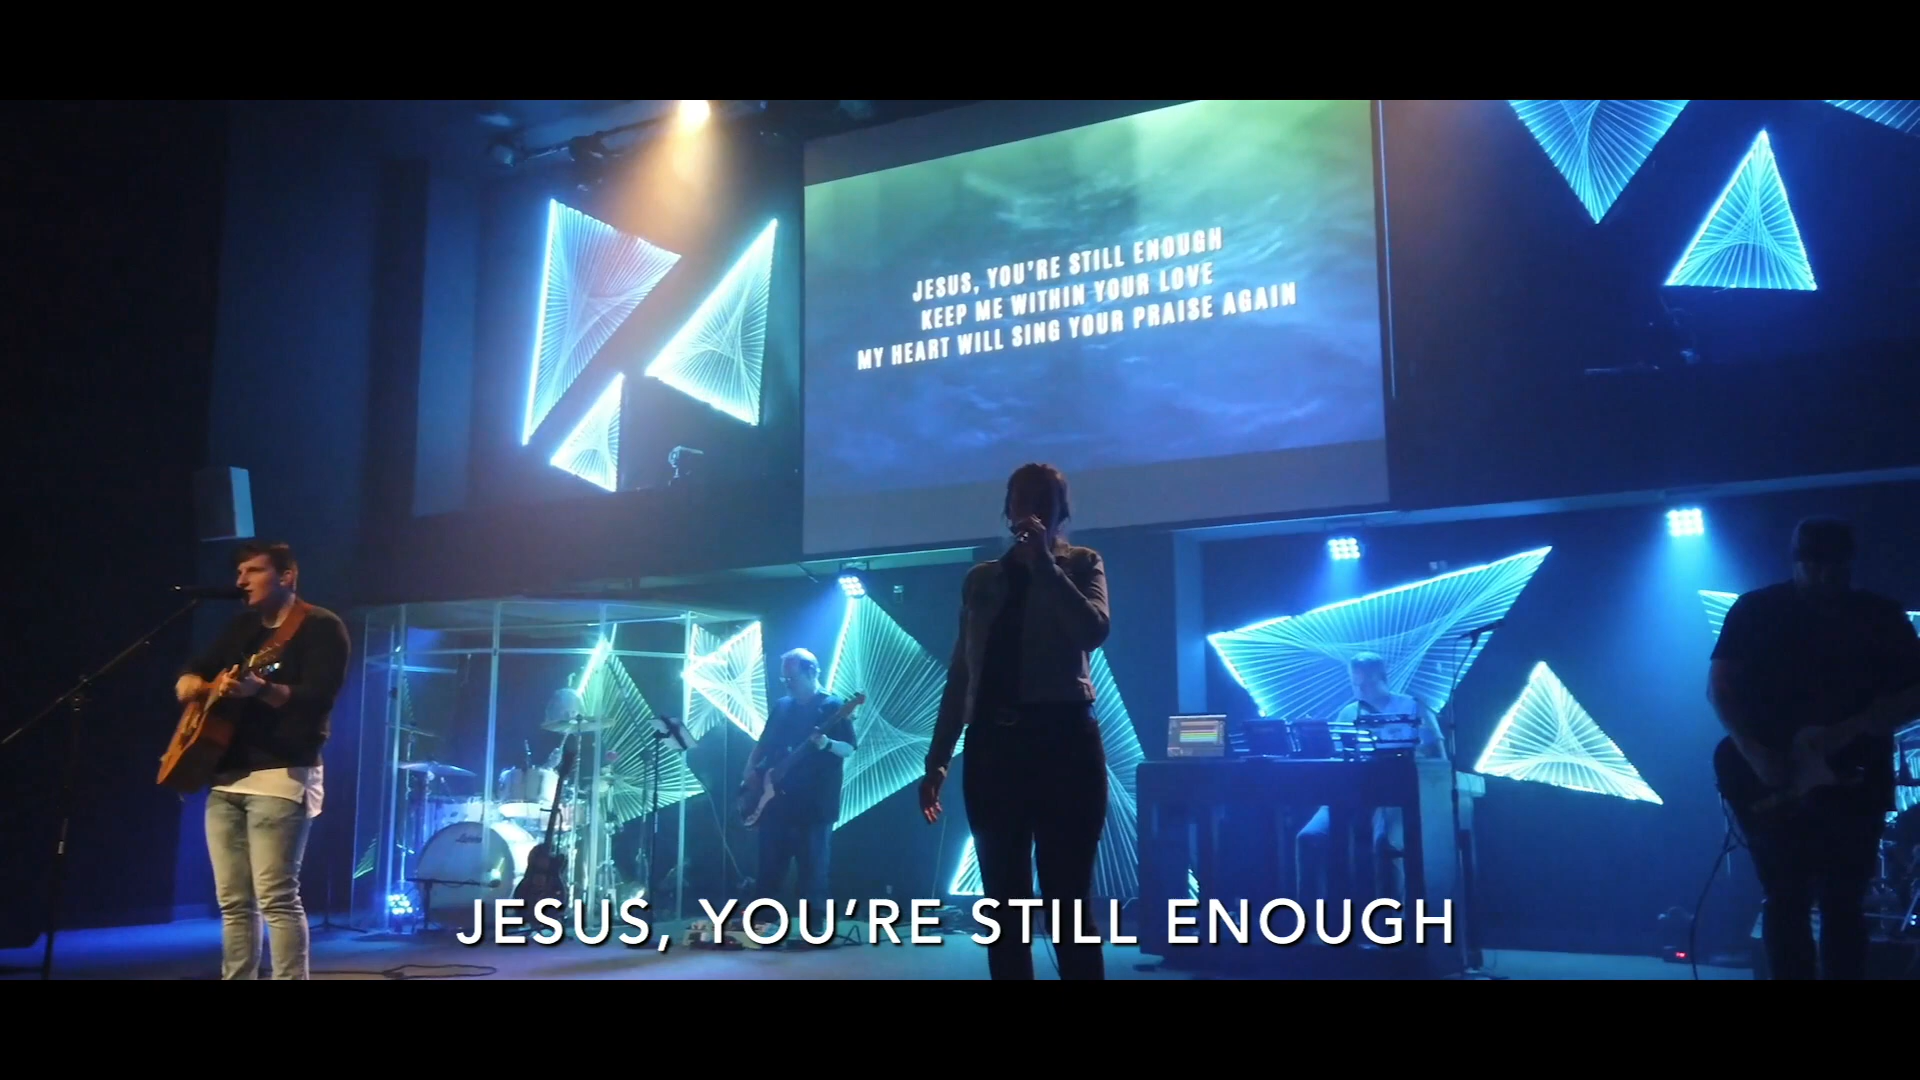 JESUS, YOU'RE STILL ENOUGH
KEEP ME WITHIN YOUR LOVE
MY HEART WILL SING YOUR PRAISE AGAIN
JESUS, YOU’RE STILL ENOUGH